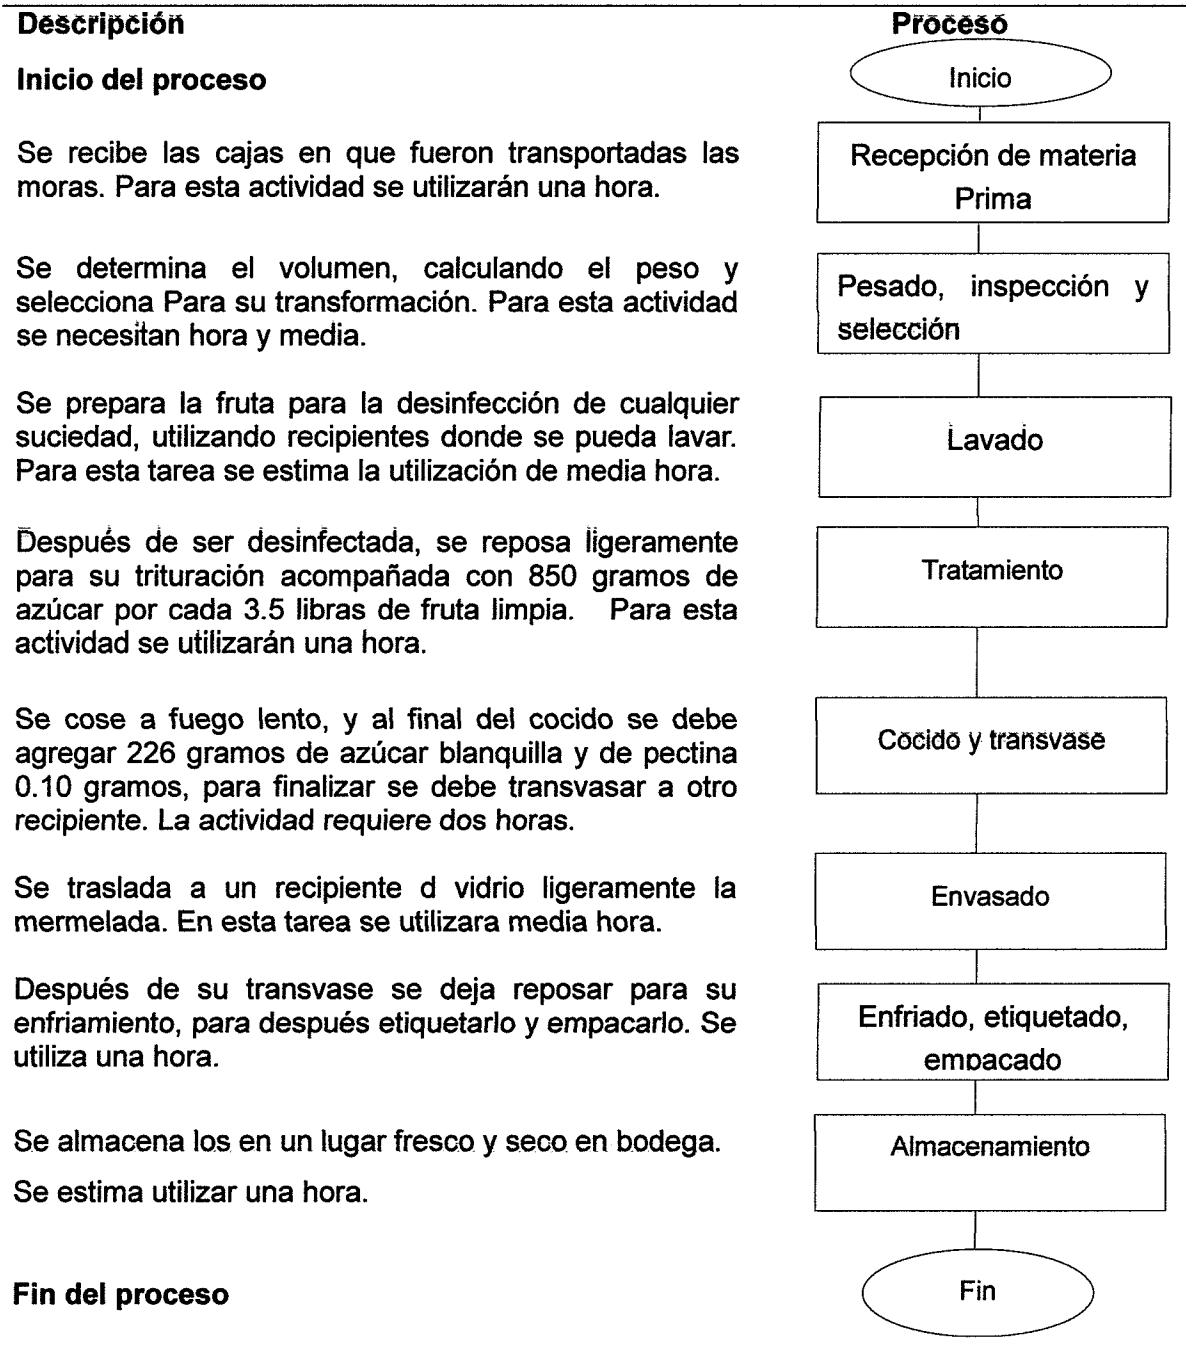 Descripción Proceso
Inicio del proceso
Inicio
Se recibe las cajas en que fueron transportadas las
moras. Para esta actividad se utilizarán una hora.
Recepción de materia
Prima
Se determina el volumen, calculando el peso y
selecciona Para su transformación. Para esta actividad
se necesitan hora y media.
Pesado, inspección y
selección
Se prepara la fruta para la desinfección de cualquier
suciedad, utilizando recipientes donde se pueda lavar.
Para esta tarea se estima la utilización de media hora.
Lavado
Después de ser desinfectada, se reposa ligeramente
para su trituración acompañada con 850 gramos de
azúcar por cada 3.5 libras de fruta limpia. Para esta
actividad se utilizarán una hora.
Tratamiento
Se cose a fuego lento, y al final del cocido se debe
agregar 226 gramos de azúcar blanquilla y de pectina
0.10 gramos, para finalizar se debe transvasar a otro
recipiente. La actividad requiere dos horas.
Cocido y transvase
Se traslada a un recipiente d vidrio ligeramente la
mermelada. En esta tarea se utilizara media hora.
Envasado
Después de su transvase se deja reposar para su
enfriamiento, para después etiquetarlo y empacarlo. Se
utiliza una hora.
Enfriado, etiquetado,
empacado
Se almacena los en un lugar fresco y seco en bodega.
Se estima utilizar una hora.
Almacenamiento
Fin del proceso
Fin